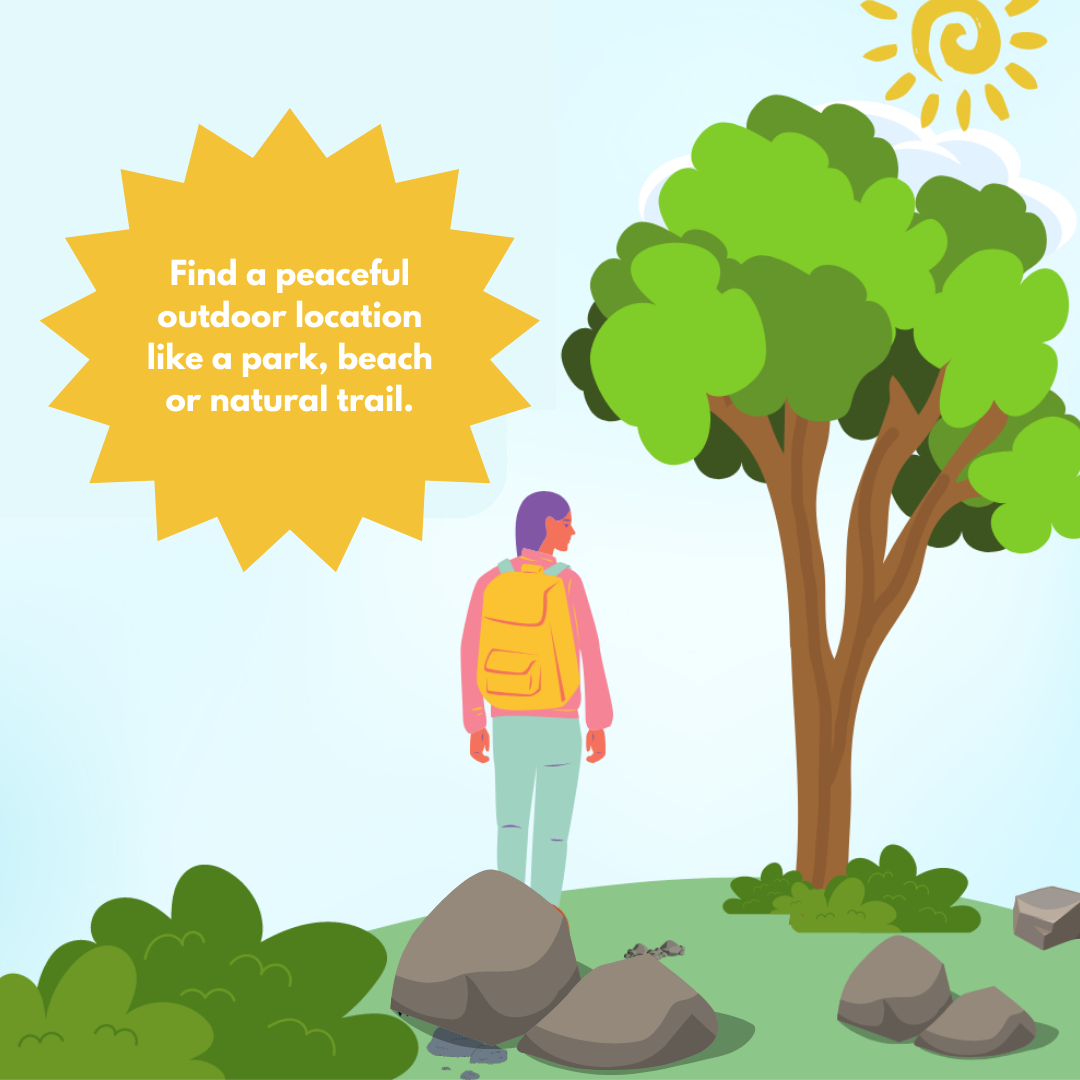 Find a peaceful
outdoor location
like a park, beach
or natural trail.